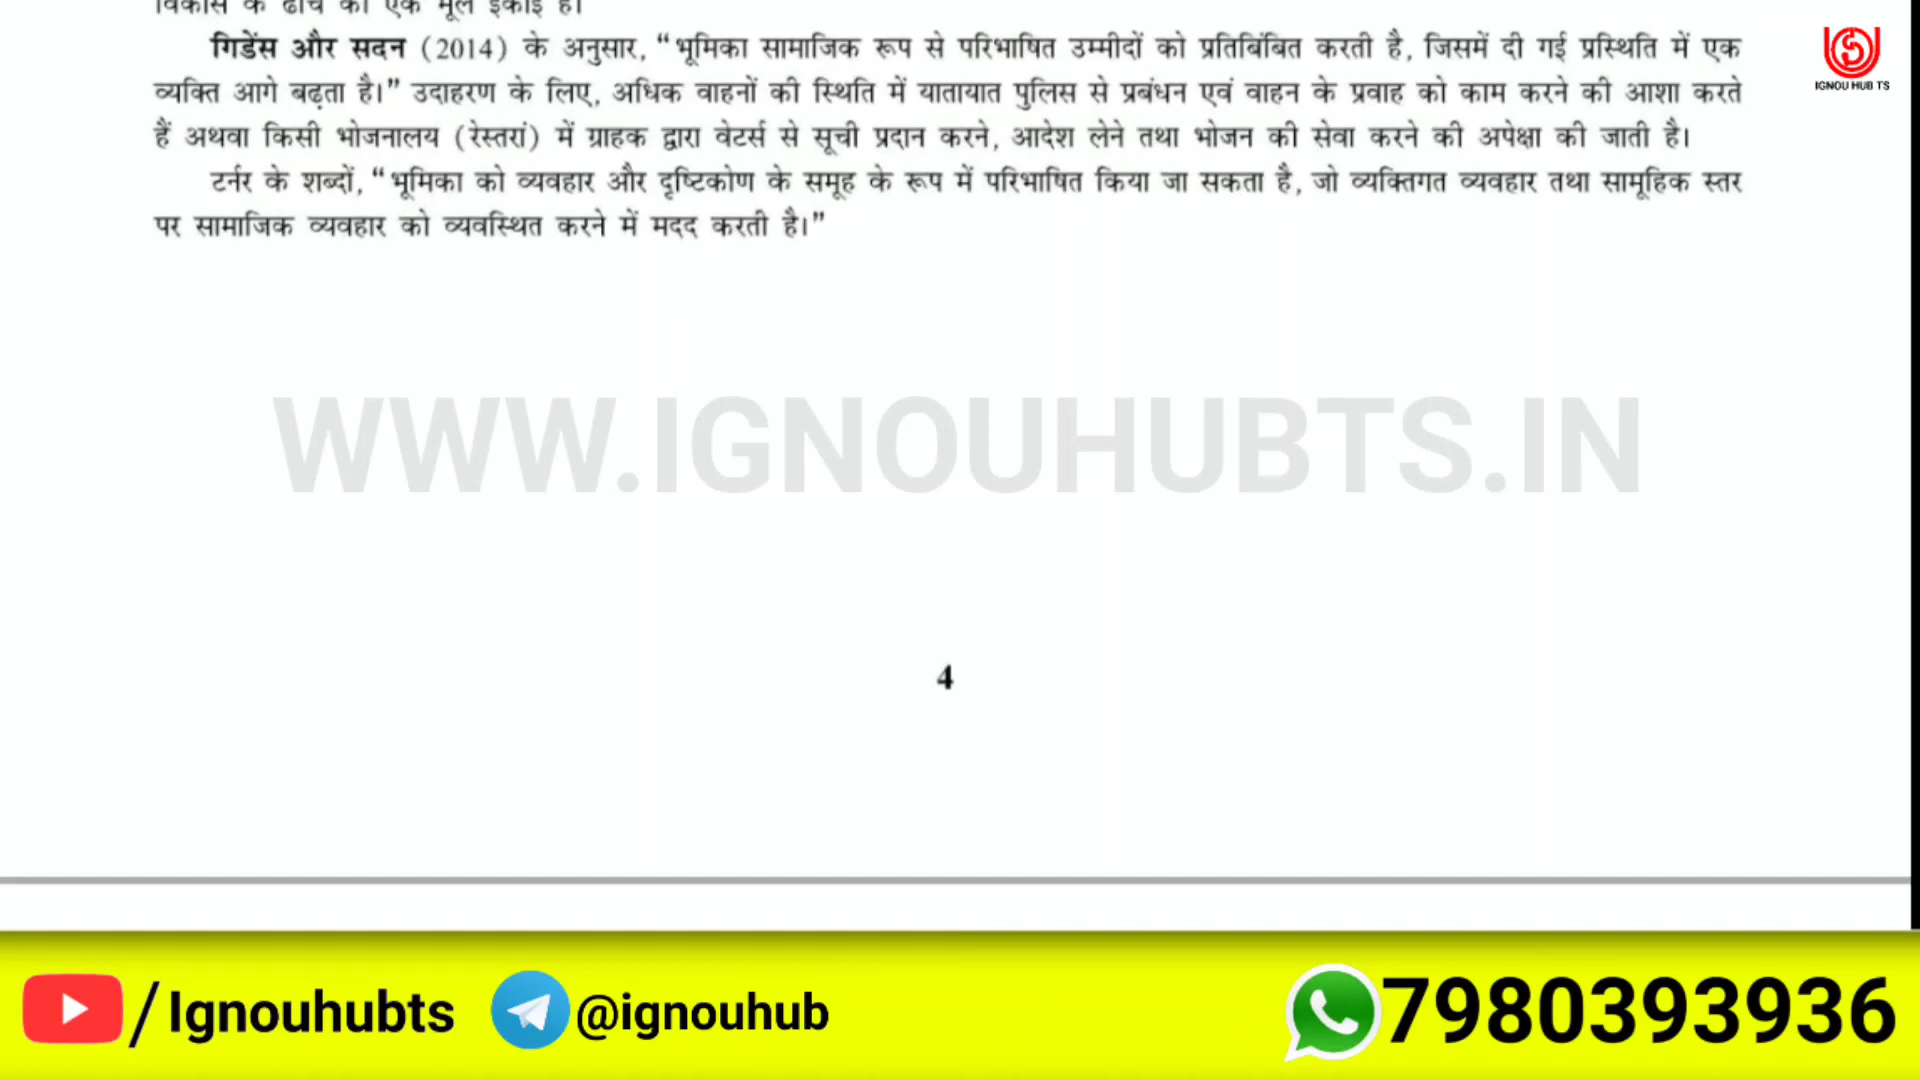 विकास के ढाँचे की एक मूल इकाई है।
गिडेंस और सदन (2014) के अनुसार, “भूमिका सामाजिक रूप से परिभाषित उम्मीदों को प्रतिबिंबित करती है, जिसमें दी गई प्रस्थिति में एक
व्यक्ति आगे बढ़ता है।” उदाहरण के लिए, अधिक वाहनों की स्थिति में यातायात पुलिस से प्रबंधन एवं वाहन के प्रवाह को काम करने की आशा करते
हैं अथवा किसी भोजनालय (रेस्तरां) में ग्राहक द्वारा वेटर्स से सूची प्रदान करने, आदेश लेने तथा भोजन की सेवा करने की अपेक्षा की जाती है।
टर्नर के शब्दों, “भूमिका को व्यवहार और दृष्टिकोण के समूह के रूप में परिभाषित किया जा सकता है, जो व्यक्तिगत व्यवहार तथा सामूहिक स्तर
पर सामाजिक व्यवहार को व्यवस्थित करने में मदद करती है।”
IGNOU HUB TS
WWW.IGNOUHUBTS.IN
4
/Ignouhubts @ignouhub 7980393936